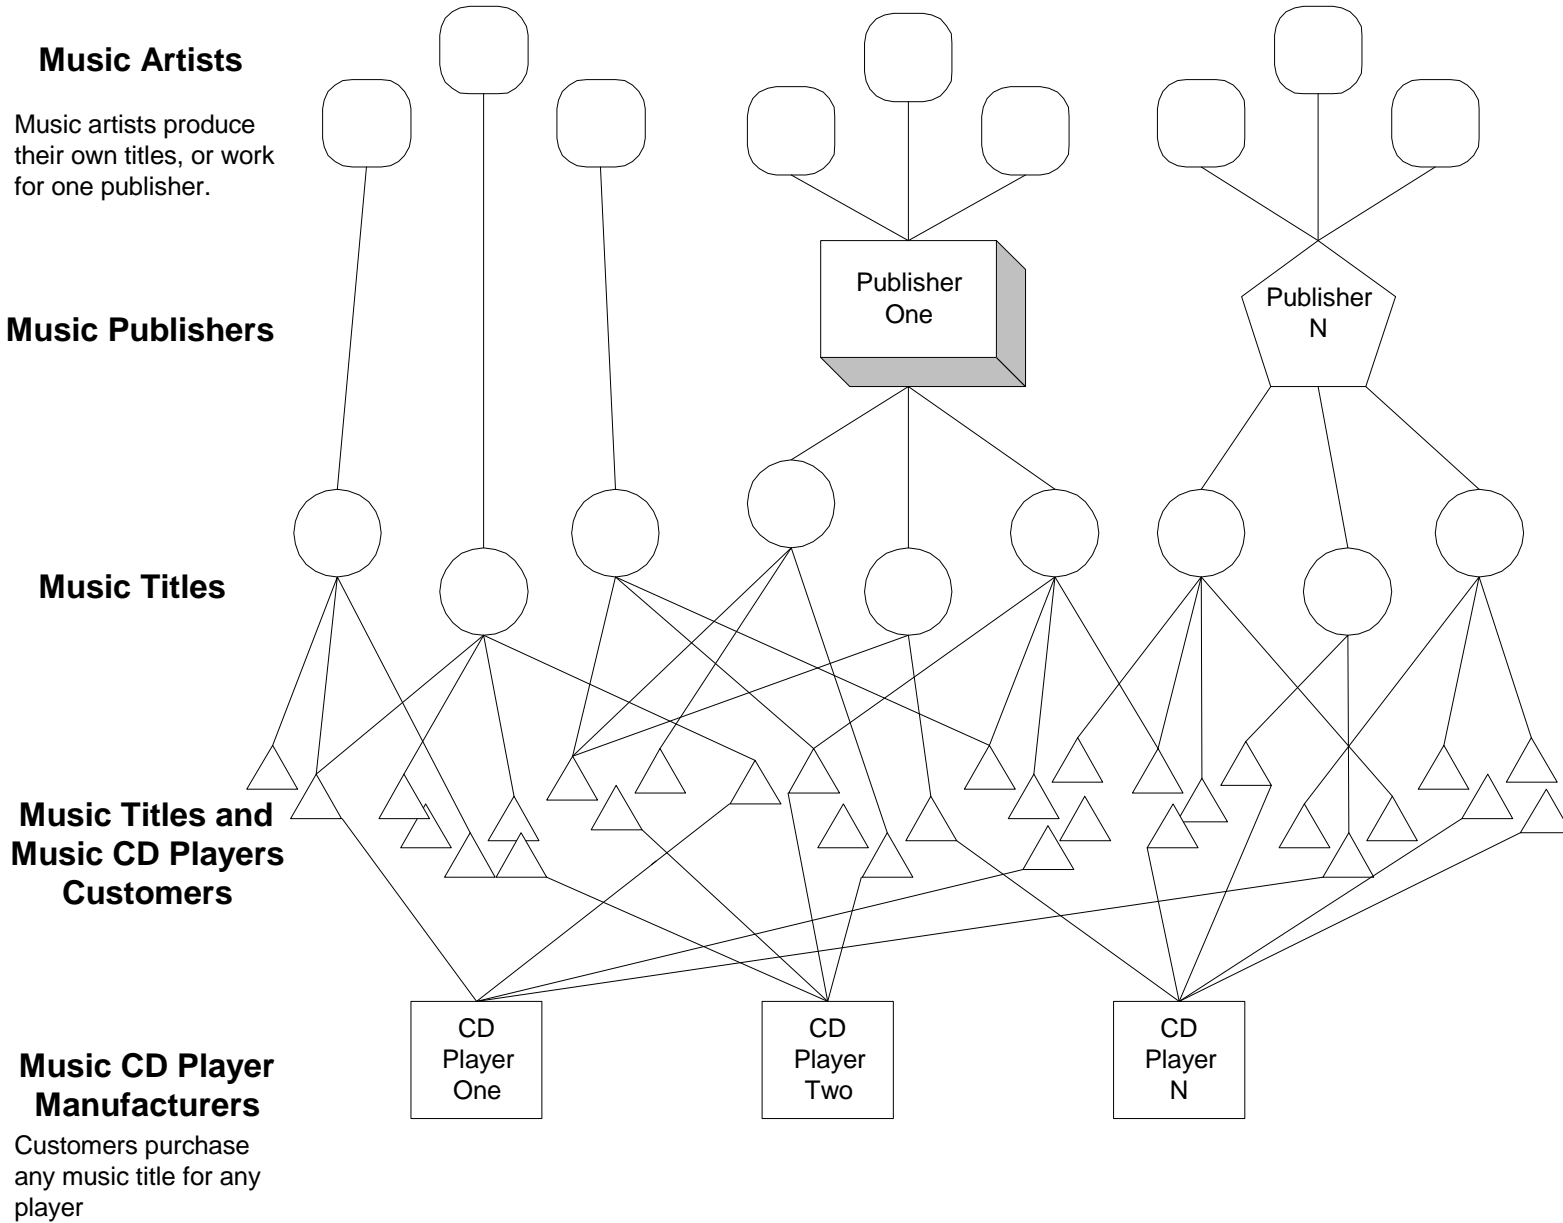 Music Artists
Music artists produce
their own titles, or work
for one publisher.
Publisher
One
Publisher
N
Music Publishers
Music Titles
Music Titles and
Music CD Players
Customers
CD
Player
One
CD
Player
Two
CD
Player
N
Music CD Player
Manufacturers
Customers purchase
any music title for any
player